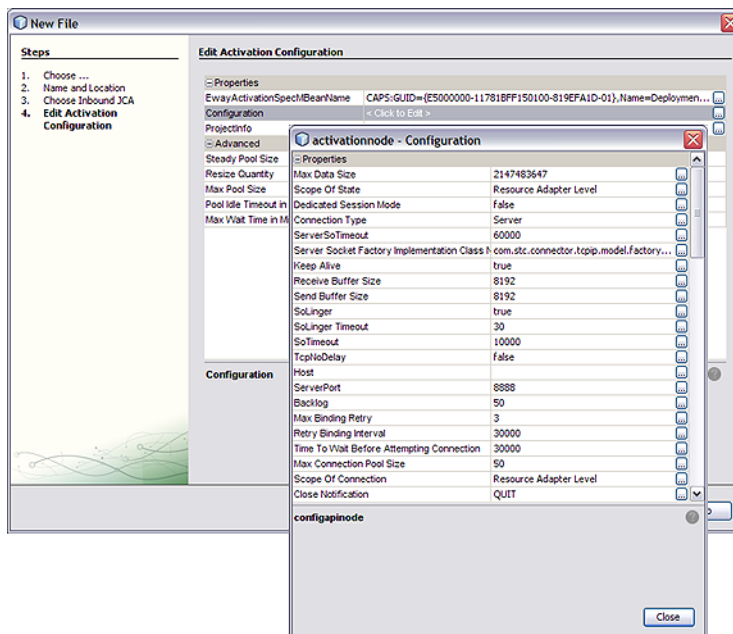 New File
Steps
1. Choose ...
2. Name and Location
3. Choose Inbound JCA
4. Edit Activation
Configuration
Edit Activation Configuration
Properties
EwayActivationSpecMBeanName CAPS:GUID={E5000000-11781BFF150100-819EFA1D-01},Name=Deploymen... ...
Configuration < Click to Edit > ...
ProjectInfo ...
Advanced
Steady Pool Size
Resize Quantity
Max Pool Size
Pool Idle Timeout in
Max Wait Time in Mi
Configuration
activationnode - Configuration
Properties
Max Data Size 2147483647 ...
Scope Of State Resource Adapter Level ...
Dedicated Session Mode false ...
Connection Type Server ...
ServerSoTimeout 60000 ...
Server Socket Factory Implementation Class N com.stc.connector.tcpip.model.factory... ...
Keep Alive true ...
Receive Buffer Size 8192 ...
Send Buffer Size 8192 ...
SoLinger true ...
SoLinger Timeout 30 ...
SoTimeout 10000 ...
TcpNoDelay false ...
Host ...
ServerPort 8888 ...
Backlog 50 ...
Max Binding Retry 3 ...
Retry Binding Interval 30000 ...
Time To Wait Before Attempting Connection 30000 ...
Max Connection Pool Size 50 ...
Scope Of Connection Resource Adapter Level ...
Close Notification QUIT ...
configapinode
Close